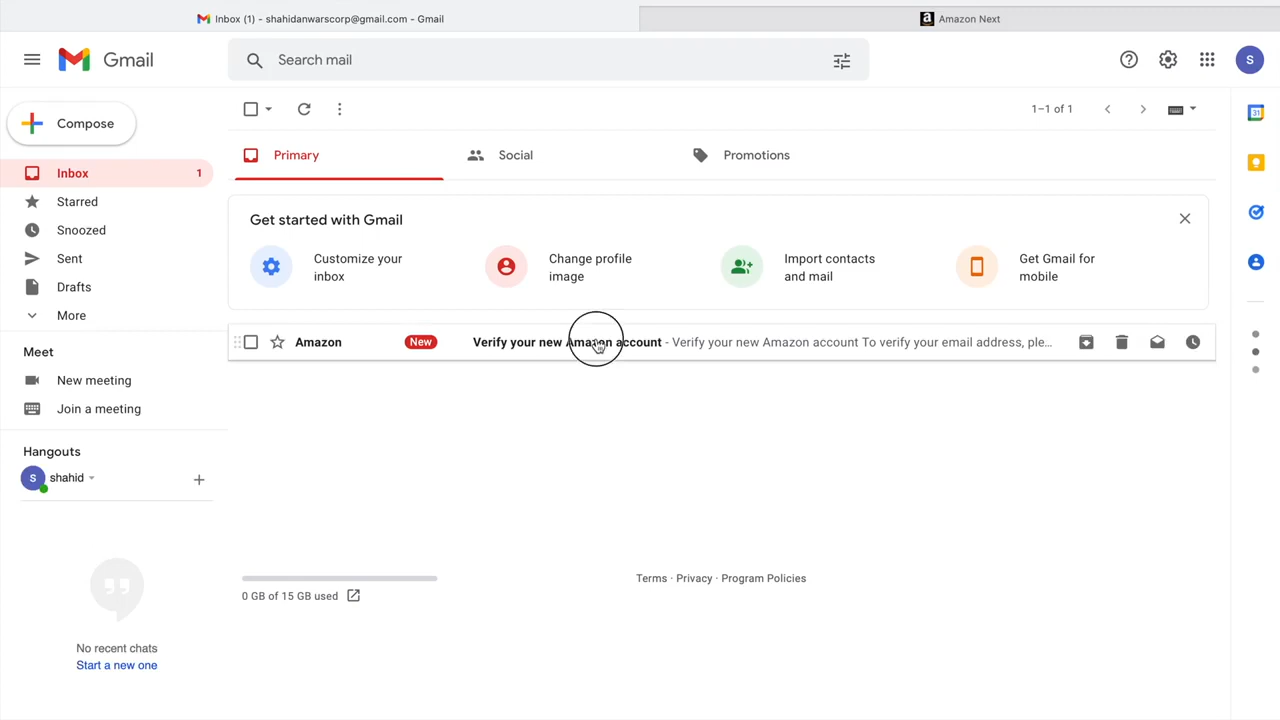 Inbox (1) - shahidanwarscorp@gmail.com - Gmail
Amazon Next
Gmail
Search mail
S
Compose
1–1 of 1
31
Primary
Social
Promotions
Inbox 1
Starred
Snoozed
Sent
Drafts
More
Get started with Gmail
Customize your
inbox
Change profile
image
Import contacts
and mail
Get Gmail for
mobile
Amazon New Verify your new Amazon account - Verify your new Amazon account To verify your email address, ple...
Meet
New meeting
Join a meeting
Hangouts
S shahid
No recent chats
Start a new one
Terms · Privacy · Program Policies
0 GB of 15 GB used